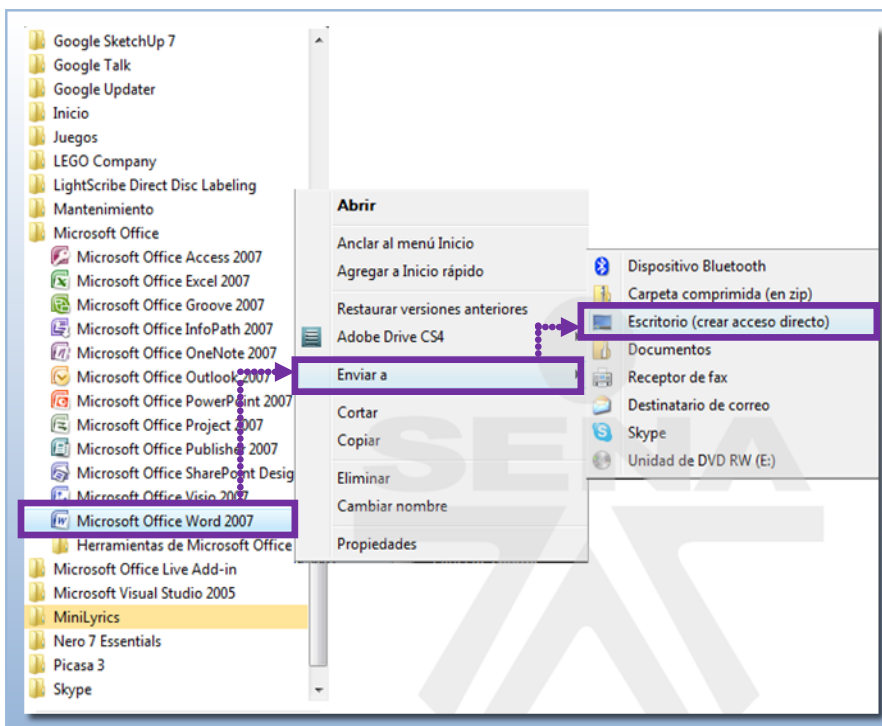 Google SketchUp 7
Google Talk
Google Updater
Inicio
Juegos
LEGO Company
LightScribe Direct Disc Labeling
Mantenimiento
Microsoft Office
Microsoft Office Access 2007
Microsoft Office Excel 2007
Microsoft Office Groove 2007
Microsoft Office InfoPath 2007
Microsoft Office OneNote 2007
Microsoft Office Outlook 2007
Microsoft Office PowerPoint 2007
Microsoft Office Project 2007
Microsoft Office Publisher 2007
Microsoft Office SharePoint Desig
Microsoft Office Visio 2007
Microsoft Office Word 2007
Herramientas de Microsoft Office
Microsoft Office Live Add-in
Microsoft Visual Studio 2005
MiniLyrics
Nero 7 Essentials
Picasa 3
Skype
Abrir
Anclar al menú Inicio
Agregar a Inicio rápido
Restaurar versiones anteriores
Adobe Drive CS4
Enviar a
Cortar
Copiar
Eliminar
Cambiar nombre
Propiedades
Dispositivo Bluetooth
Carpeta comprimida (en zip)
Escritorio (crear acceso directo)
Documentos
Receptor de fax
Destinatario de correo
Skype
Unidad de DVD RW (E:)
SENA